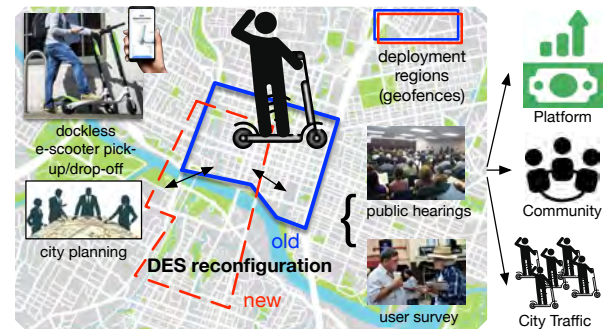 deployment
regions
(geofences)
dockless
e-scooter pick-
up/drop-off
city planning
old
DES reconfiguration
new
public hearings
user survey
Platform
Community
City Traffic